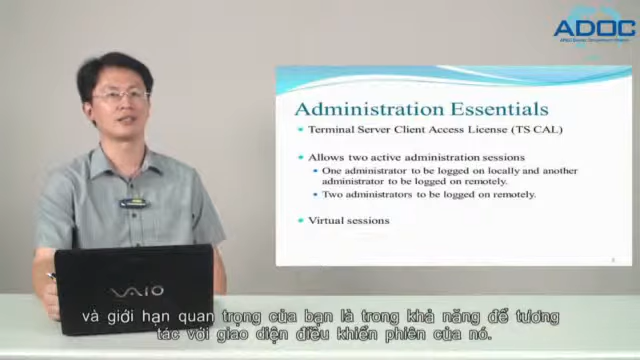 ADOC
Administration Essentials
Terminal Server Client Access License (TS CAL)
Allows two active administration sessions
One administrator to be logged on locally and another
administrator to be logged on remotely.
Two administrators to be logged on remotely.
Virtual sessions
VAIO
và giới hạn quan trọng của bạn là trong khả năng để tương
tác với giao diện điều khiển phiên của nó.